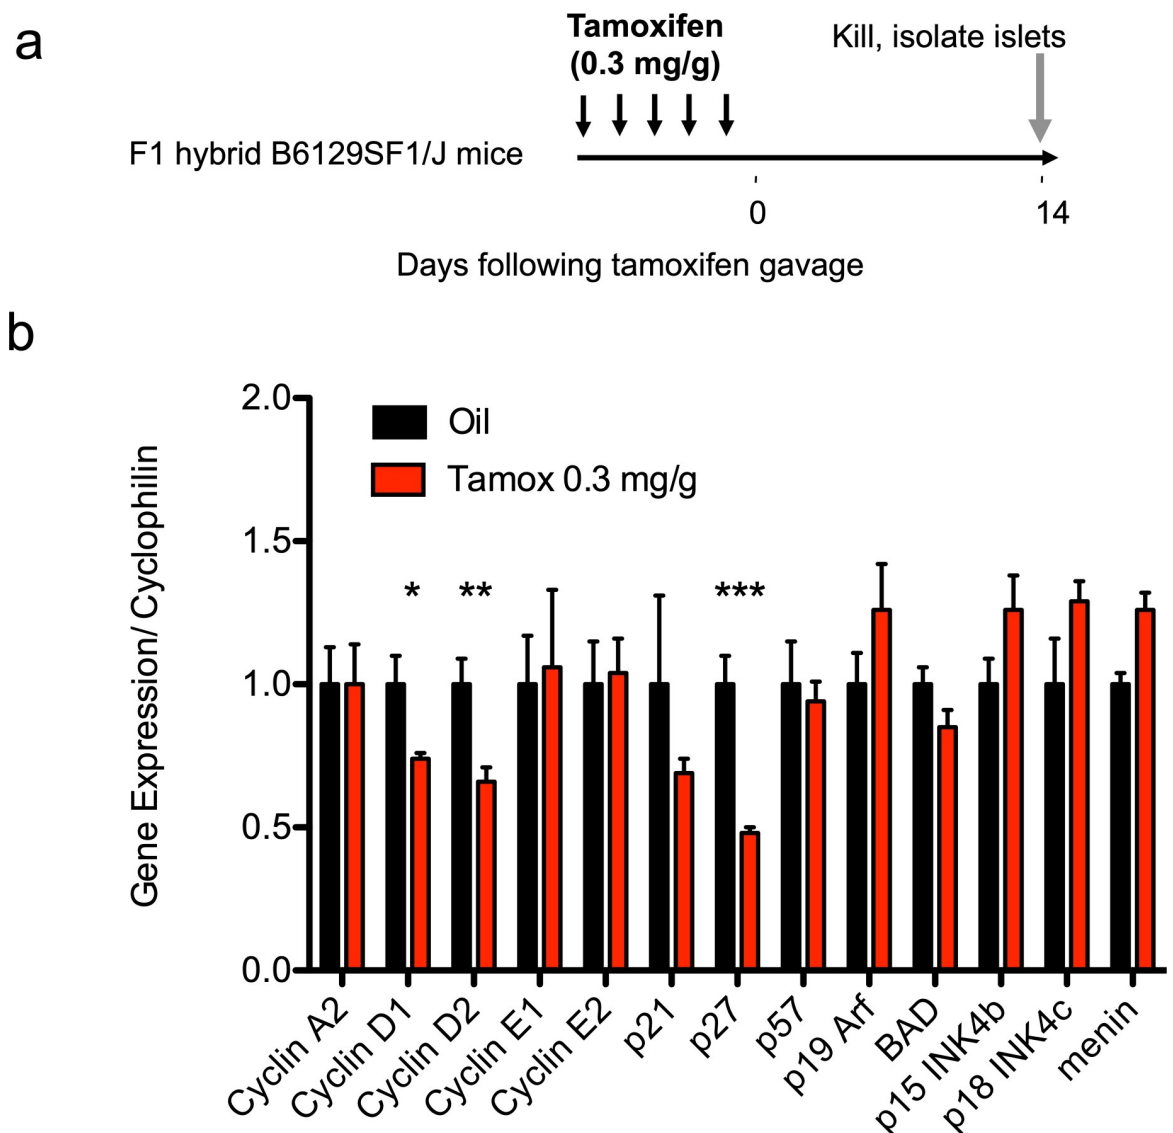 a
Tamoxifen
(0.3 mg/g)
Kill, isolate islets
F1 hybrid B6129SF1/J mice
0
14
Days following tamoxifen gavage
b
Gene Expression/ Cyclophilin
2.0
1.5
1.0
0.5
0.0
Oil
Tamox 0.3 mg/g
*
**
***
Cyclin A2
Cyclin D1
Cyclin D2
Cyclin E1
Cyclin E2
p21
p27
p57
p19 Arf
BAD
p15 INK4b
p18 INK4c
menin